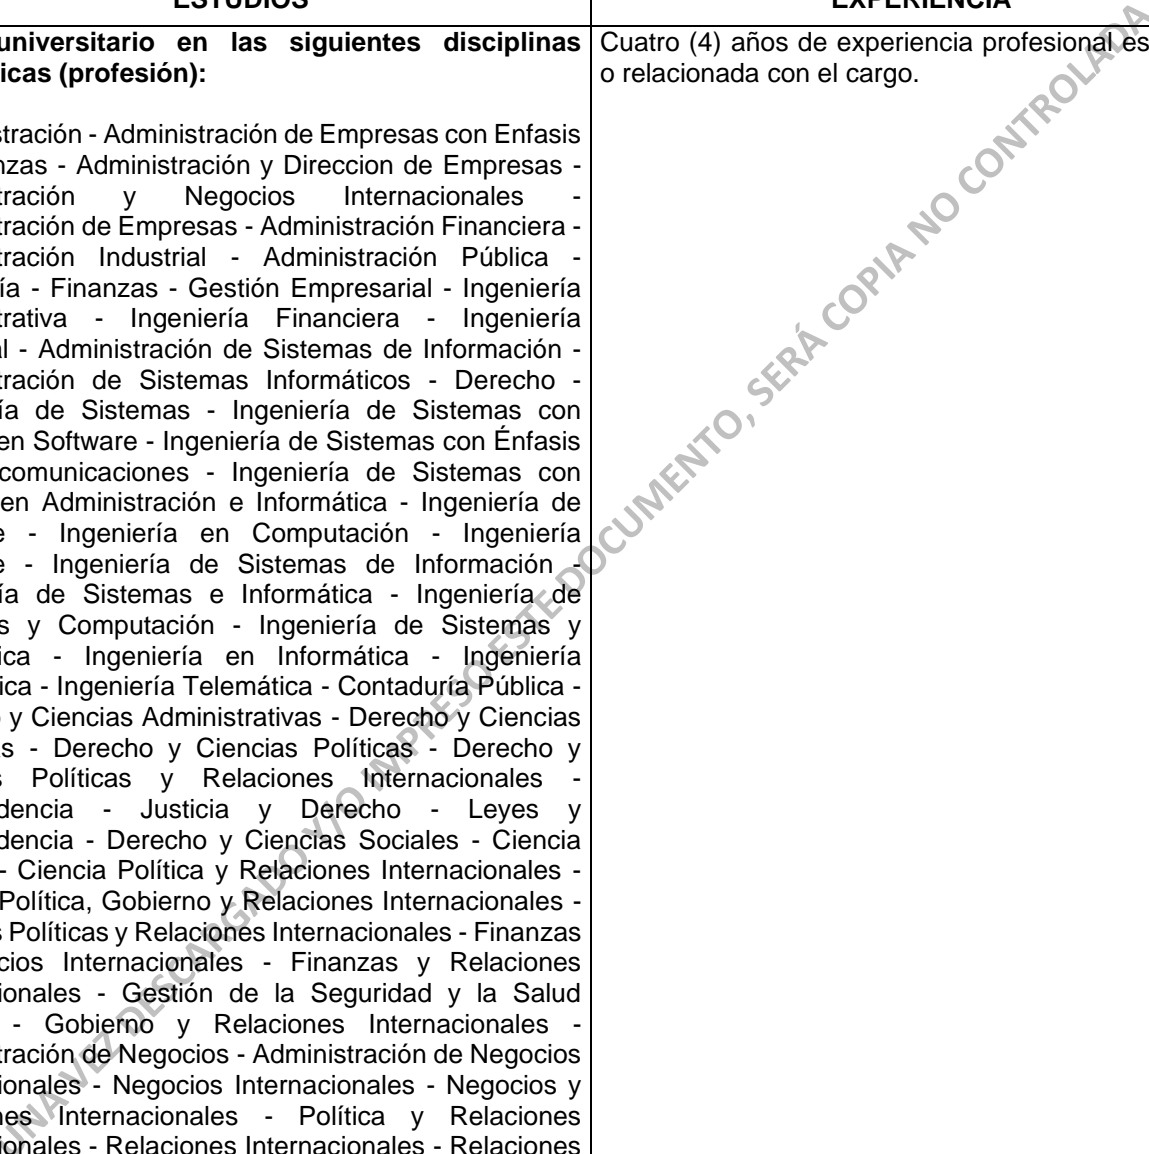 ESTUDIOS EXPERIENCIA
universitario en las siguientes disciplinas
icas (profesión):
Cuatro (4) años de experiencia profesional es
o relacionada con el cargo.
stración - Administración de Empresas con Enfasis
nzas - Administración y Direccion de Empresas -
tración y Negocios Internacionales -
tración de Empresas - Administración Financiera -
tración Industrial - Administración Pública -
ía - Finanzas - Gestión Empresarial - Ingeniería
trativa - Ingeniería Financiera - Ingeniería
al - Administración de Sistemas de Información -
tración de Sistemas Informáticos - Derecho -
ía de Sistemas - Ingeniería de Sistemas con
en Software - Ingeniería de Sistemas con Énfasis
comunicaciones - Ingeniería de Sistemas con
en Administración e Informática - Ingeniería de
e - Ingeniería en Computación - Ingeniería
e - Ingeniería de Sistemas de Información -
ía de Sistemas e Informática - Ingeniería de
s y Computación - Ingeniería de Sistemas y
ica - Ingeniería en Informática - Ingeniería
ica - Ingeniería Telemática - Contaduría Pública -
y Ciencias Administrativas - Derecho y Ciencias
as - Derecho y Ciencias Políticas - Derecho y
s Políticas y Relaciones Internacionales -
dencia - Justicia y Derecho - Leyes y
dencia - Derecho y Ciencias Sociales - Ciencia
- Ciencia Política y Relaciones Internacionales -
Política, Gobierno y Relaciones Internacionales -
s Políticas y Relaciones Internacionales - Finanzas
cios Internacionales - Finanzas y Relaciones
ionales - Gestión de la Seguridad y la Salud
- Gobierno y Relaciones Internacionales -
tración de Negocios - Administración de Negocios
ionales - Negocios Internacionales - Negocios y
nes Internacionales - Política y Relaciones
ionales - Relaciones Internacionales - Relaciones
UNA VEZ DESCARGADO Y/O IMPRESO ESTE DOCUMENTO, SERÁ COPIA NO CONTROLADA